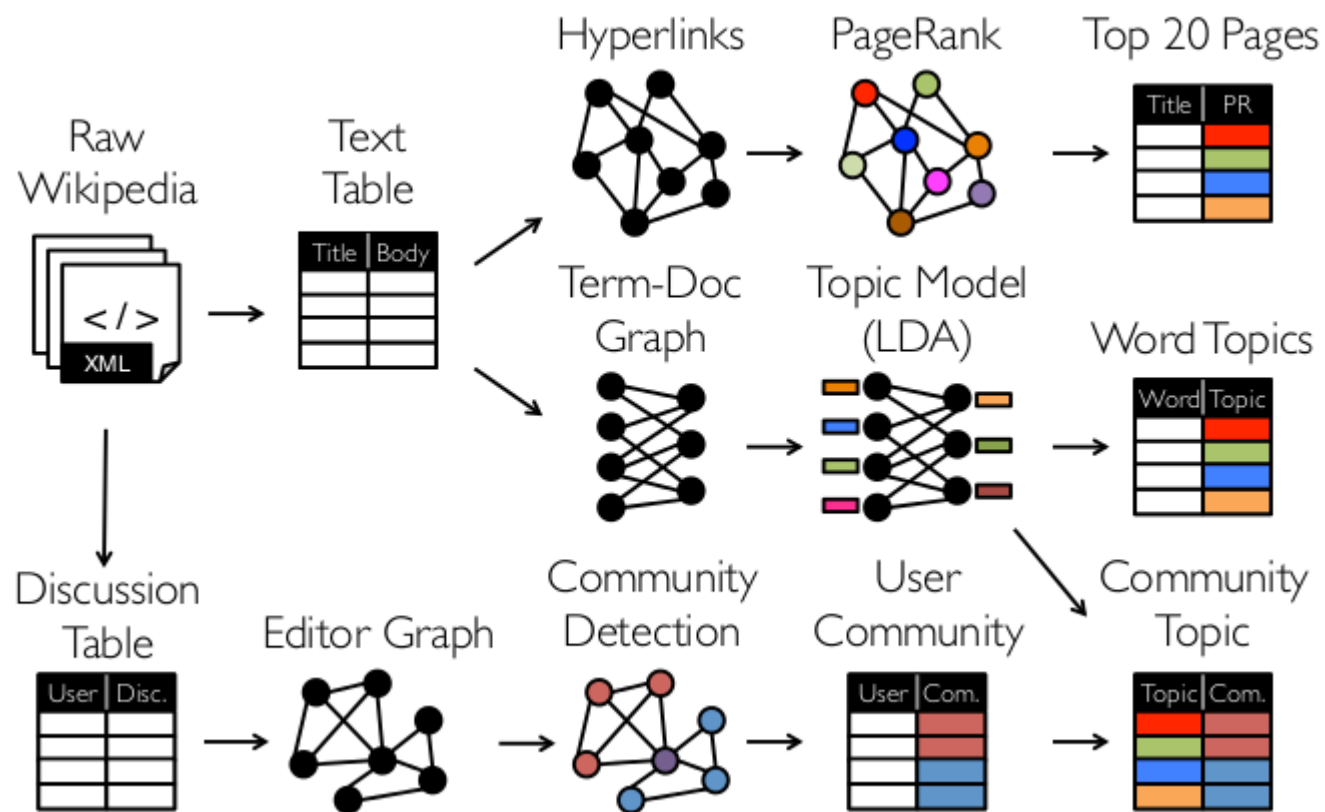 Hyperlinks
PageRank
Top 20 Pages
Title PR
Raw
Wikipedia
</>
XML
Text
Table
Title Body
Term-Doc
Graph
Topic Model
(LDA)
Word Topics
Word Topic
Discussion
Table
User Disc.
Editor Graph
Community
Detection
User
Community
User Com.
Community
Topic
Topic Com.